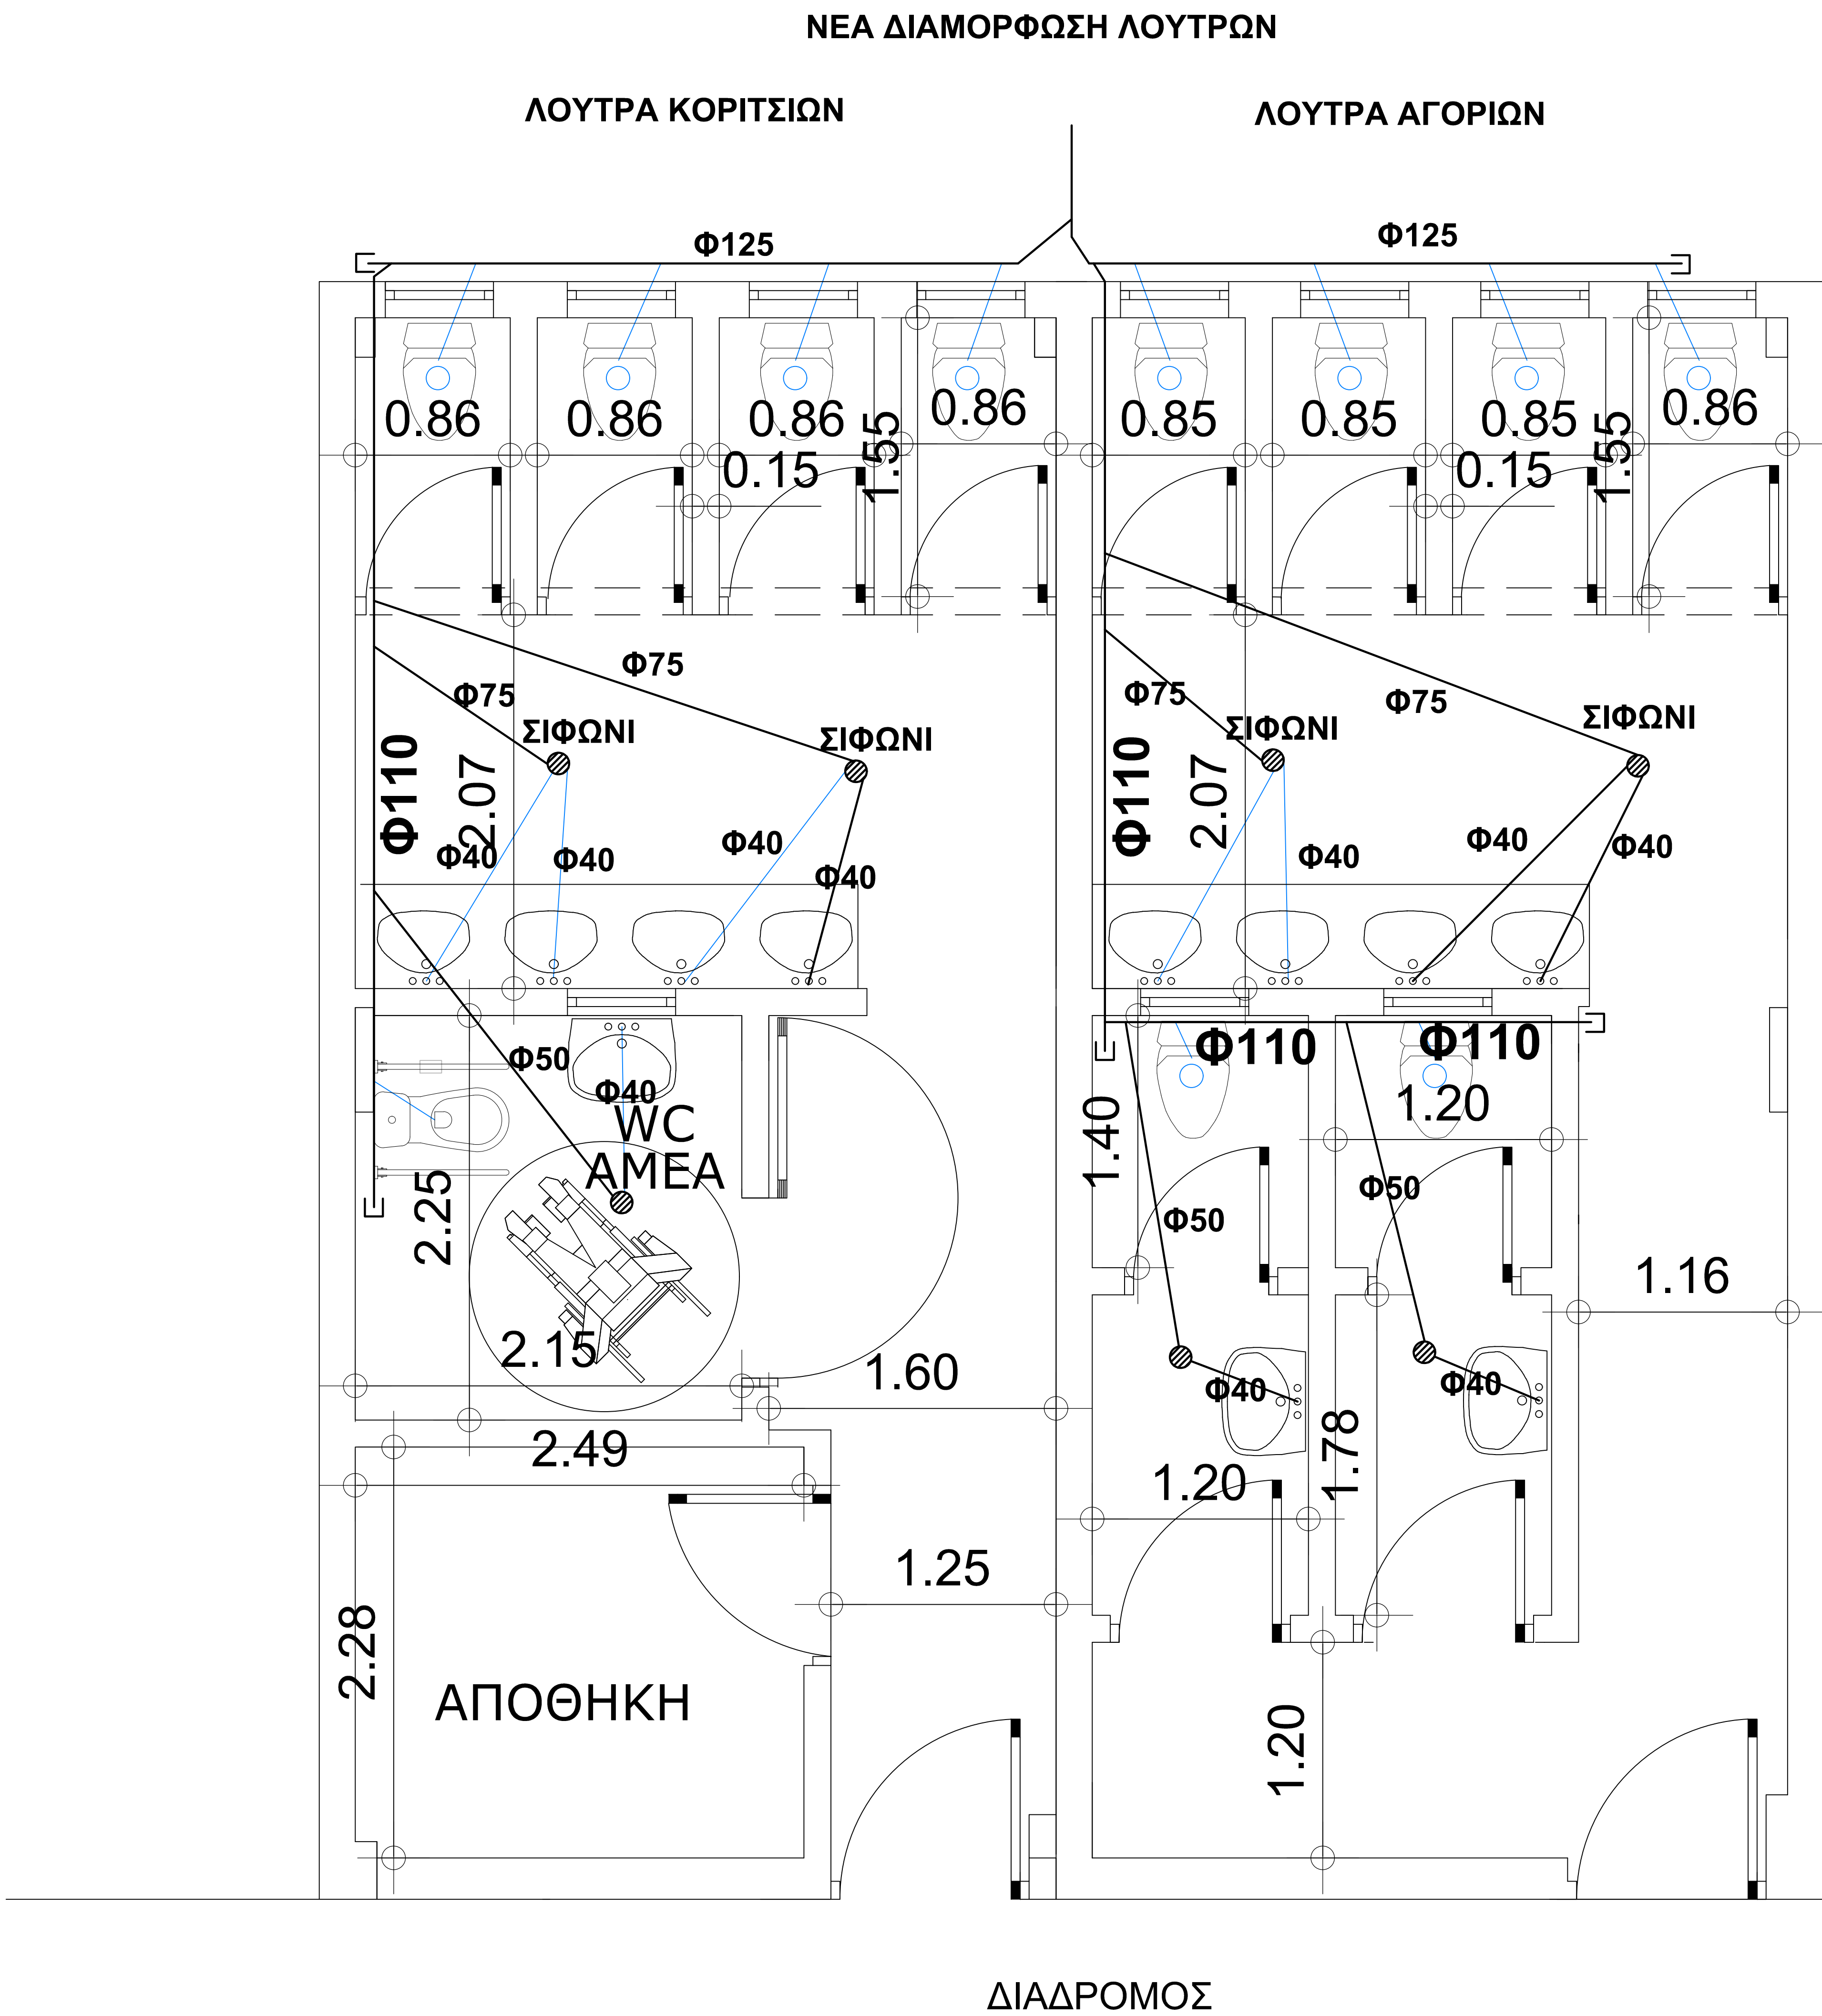 ΝΕΑ ΔΙΑΜΟΡΦΩΣΗ ΛΟΥΤΡΩΝ
ΛΟΥΤΡΑ ΚΟΡΙΤΣΙΩΝ
ΛΟΥΤΡΑ ΑΓΟΡΙΩΝ
Φ125
Φ125
0.86
0.86
0.86
0.86
0.85
0.85
0.85
0.86
0.15
1.55
0.15
1.55
Φ75
Φ75
Φ75
Φ75
ΣΙΦΩΝΙ
ΣΙΦΩΝΙ
ΣΙΦΩΝΙ
ΣΙΦΩΝΙ
Φ110
2.07
Φ110
2.07
Φ40
Φ40
Φ40
Φ40
Φ40
Φ40
Φ40
Φ50
Φ40
Φ110
Φ110
WC
ΑΜΕΑ
1.40
1.20
2.25
Φ50
Φ50
1.16
2.15
1.60
Φ40
Φ40
2.49
1.20
1.78
1.25
2.28
ΑΠΟΘΗΚΗ
1.20
ΔΙΑΔΡΟΜΟΣ